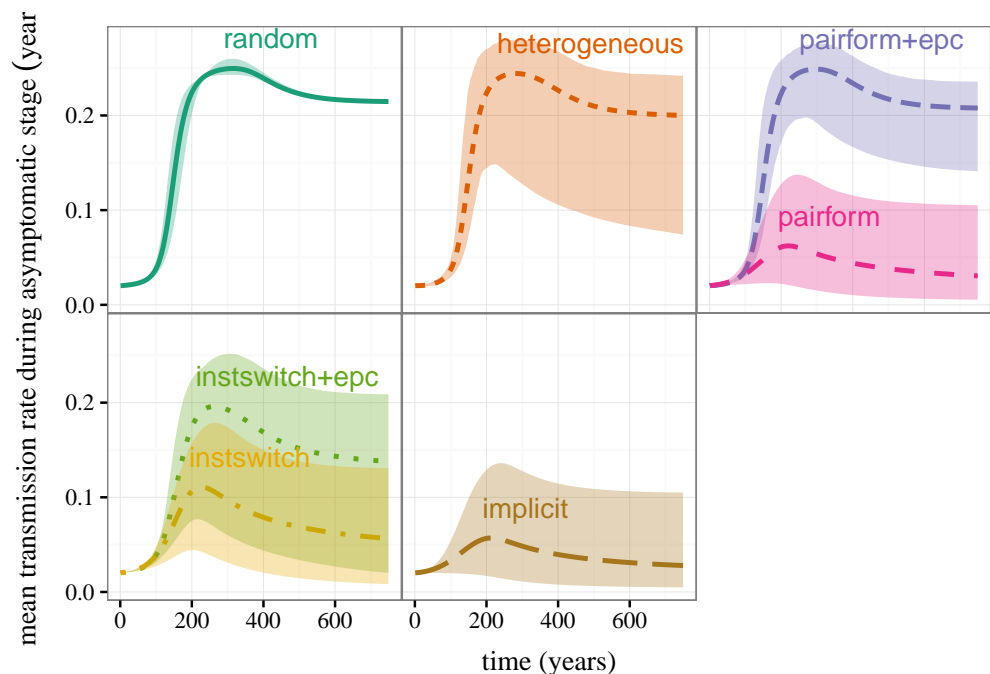 mean transmission rate during asymptomatic stage (year
random
heterogeneous
pairform+epc
pairform
0.2
0.1
0.0
instswitch+epc
instswitch
implicit
0.2
0.1
0.0
0 200 400 600
0 200 400 600
time (years)